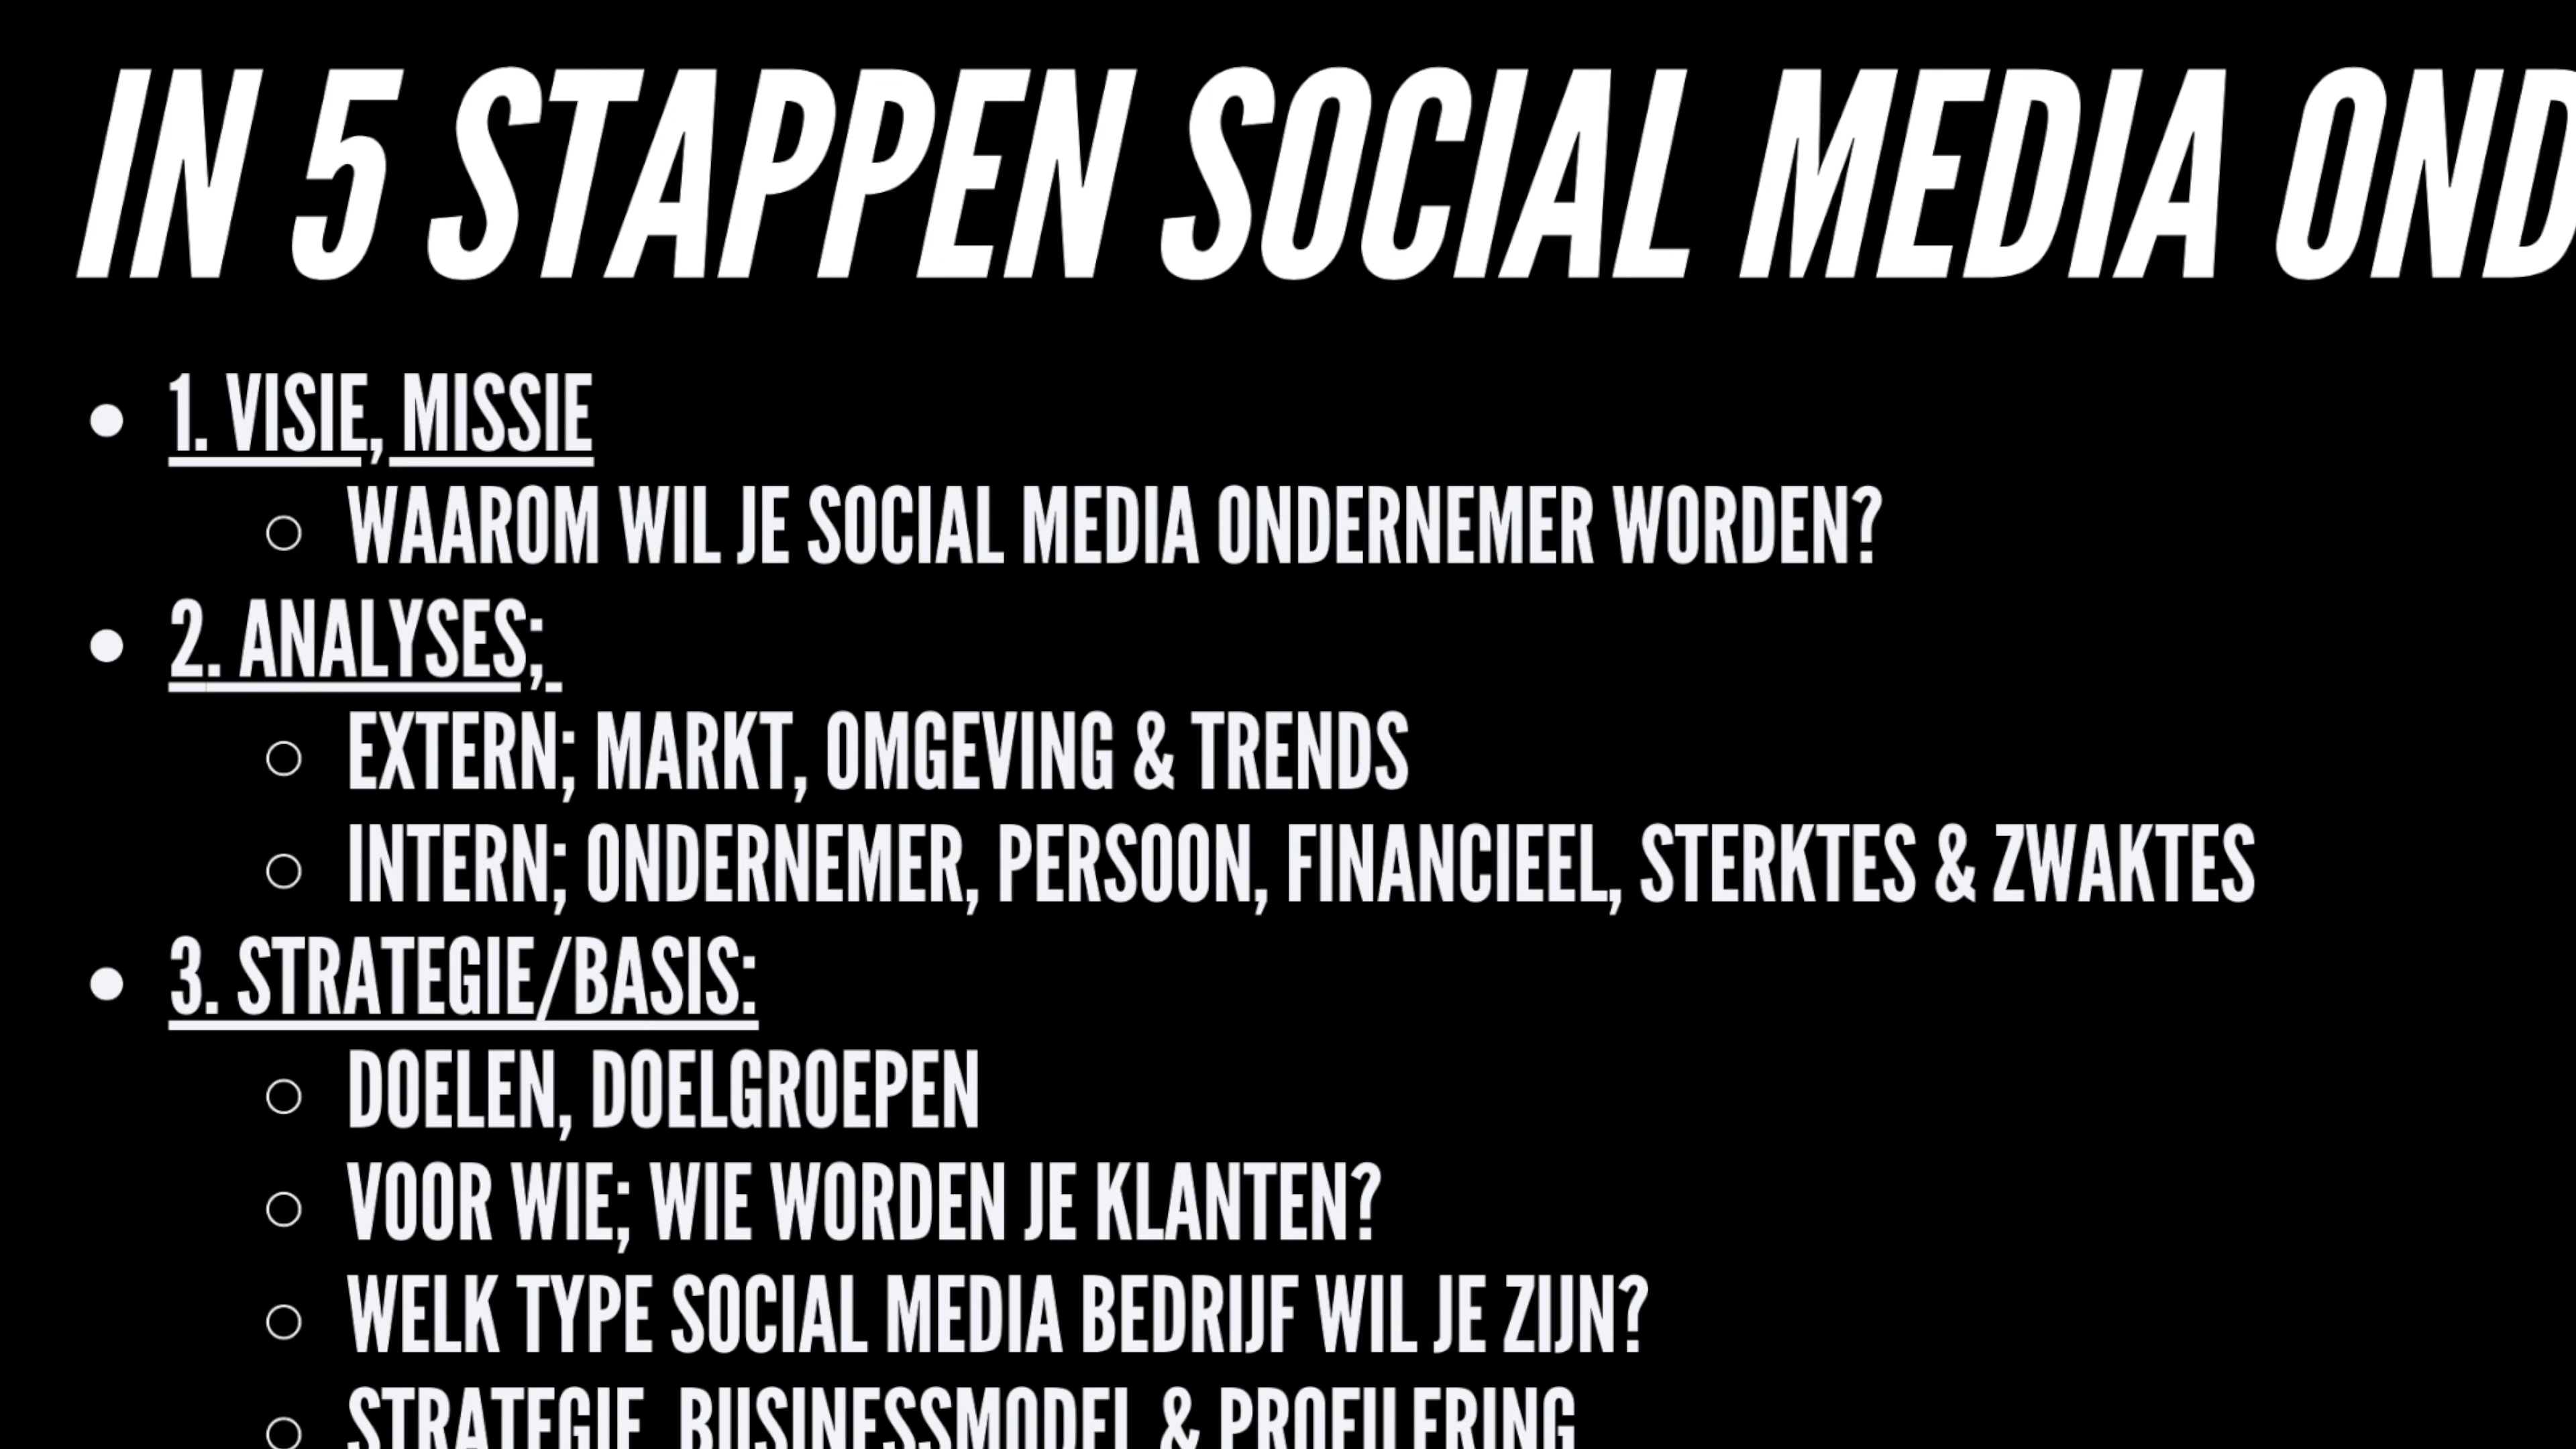 IN 5 STAPPEN SOCIAL MEDIA OND
• 1. VISIE, MISSIE
○ WAAROM WIL JE SOCIAL MEDIA ONDERNEMER WORDEN?
• 2. ANALYSES;
○ EXTERN; MARKT, OMGEVING & TRENDS
○ INTERN; ONDERNEMER, PERSOON, FINANCIEEL, STERKTES & ZWAKTES
• 3. STRATEGIE/BASIS:
○ DOELEN, DOELGROEPEN
○ VOOR WIE; WIE WORDEN JE KLANTEN?
○ WELK TYPE SOCIAL MEDIA BEDRIJF WIL JE ZIJN?
○ STRATEGIE, BUSINESSMODEL & PROFILERING